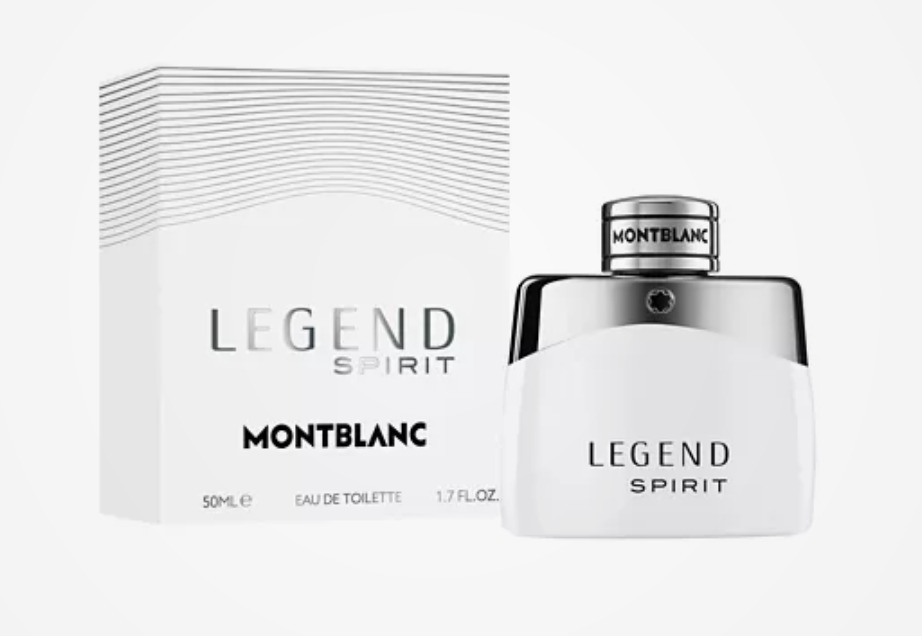 LEGEND
SPIRIT
MONTBLANC
50ML ℮ EAU DE TOILETTE 1.7 FL.OZ.
MONTBLANC
LEGEND
SPIRIT